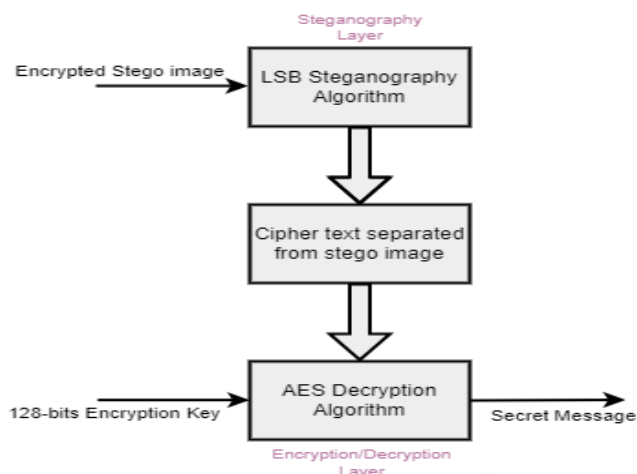 Steganography
Layer
Encrypted Stego image
LSB Steganography
Algorithm
Cipher text separated
from stego image
AES Decryption
Algorithm
128-bits Encryption Key
Secret Message
Encryption/Decryption
Layer